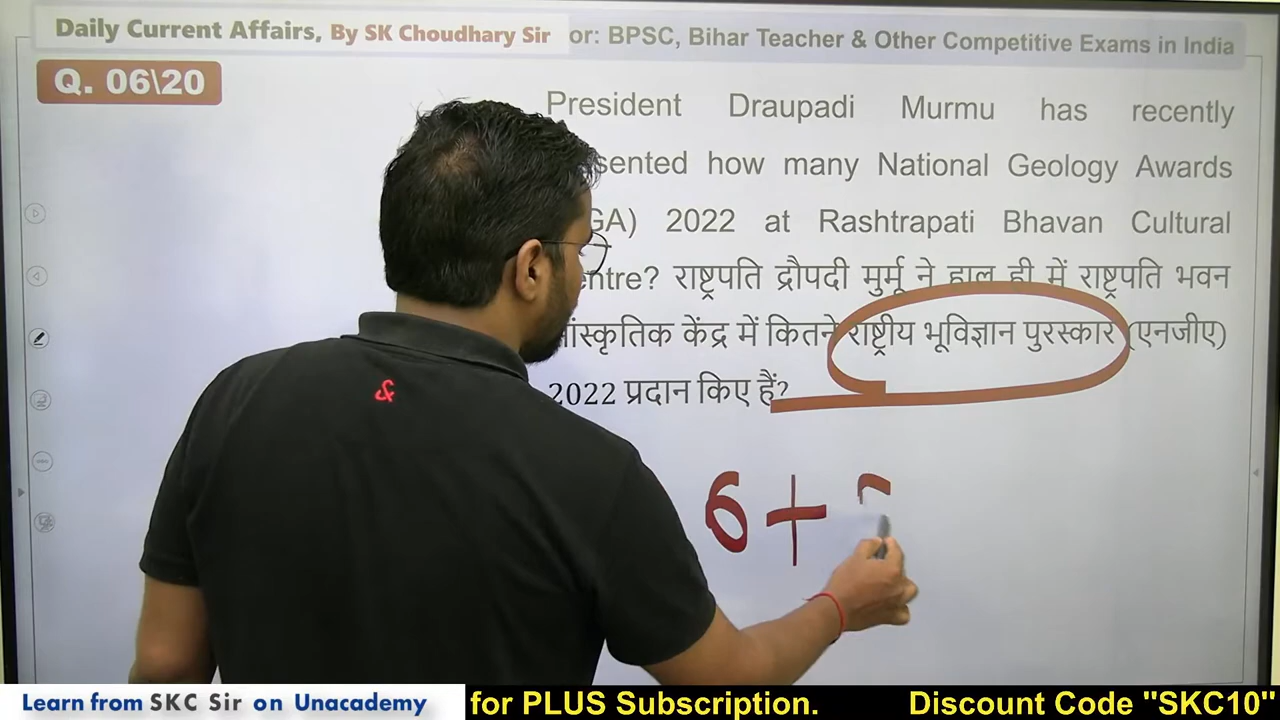 Daily Current Affairs, By SK Choudhary Sir or: BPSC, Bihar Teacher & Other Competitive Exams in India
Q. 06\20
President Draupadi Murmu has recently
sented how many National Geology Awards
GA) 2022 at Rashtrapati Bhavan Cultural
ntre? राष्ट्रपति द्रौपदी मुर्मू ने हाल ही में राष्ट्रपति भवन
सांस्कृतिक केंद्र में कितने राष्ट्रीय भूविज्ञान पुरस्कार (एनजीए)
2022 प्रदान किए हैं?
6+
Learn from SKC Sir on Unacademy for PLUS Subscription. Discount Code "SKC10"